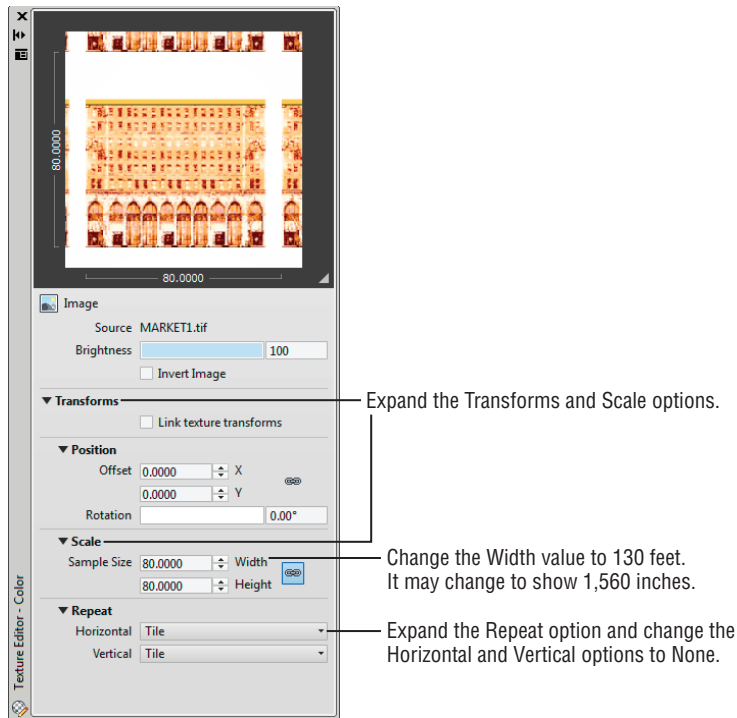 80.0000
80.0000
Image
Source MARKET1.tif
Brightness 100
Invert Image
Transforms
Link texture transforms
Position
Offset 0.0000 X
0.0000 Y
Rotation 0.00°
Scale
Sample Size 80.0000 Width
80.0000 Height
Repeat
Horizontal Tile
Vertical Tile
Texture Editor - Color
Expand the Transforms and Scale options.
Change the Width value to 130 feet.
It may change to show 1,560 inches.
Expand the Repeat option and change the
Horizontal and Vertical options to None.